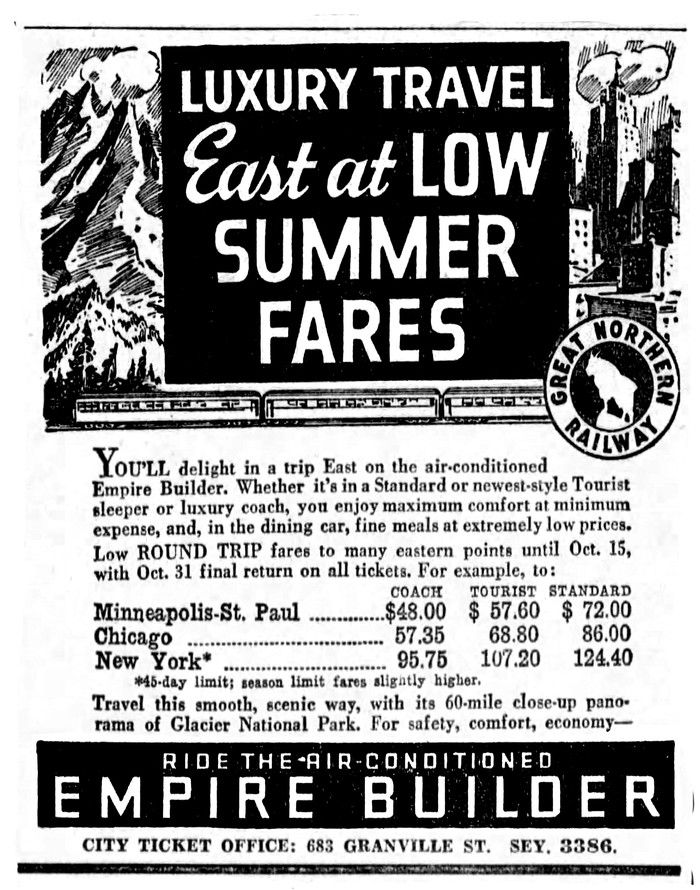 LUXURY TRAVEL
East at LOW
SUMMER
FARES
GREAT NORTHERN
RAILWAY
YOU'LL delight in a trip East on the air-conditioned
Empire Builder. Whether it's in a Standard or newest-style Tourist
sleeper or luxury coach, you enjoy maximum comfort at minimum
expense, and, in the dining car, fine meals at extremely low prices.
Low ROUND TRIP fares to many eastern points until Oct. 15,
with Oct. 31 final return on all tickets. For example, to:
COACH TOURIST STANDARD
Minneapolis-St. Paul ..............$48.00 $ 57.60 $ 72.00
Chicago .................................... 57.35 68.80 86.00
New York* .............................. 95.75 107.20 124.40
*45-day limit; season limit fares slightly higher.
Travel this smooth, scenic way, with its 60-mile close-up pano-
rama of Glacier National Park. For safety, comfort, economy—
RIDE THE AIR-CONDITIONED
EMPIRE BUILDER
CITY TICKET OFFICE: 683 GRANVILLE ST. SEY. 3386.